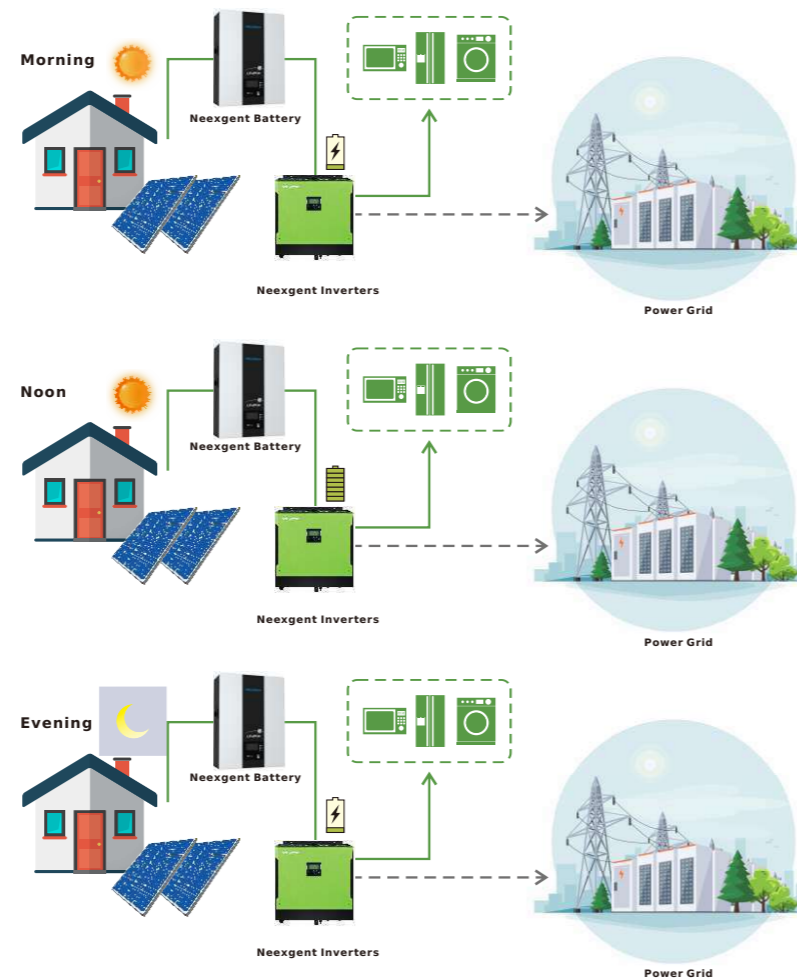 Morning
Neexgent Battery
Neexgent Inverters
Power Grid
Noon
Neexgent Battery
Neexgent Inverters
Power Grid
Evening
Neexgent Battery
Neexgent Inverters
Power Grid